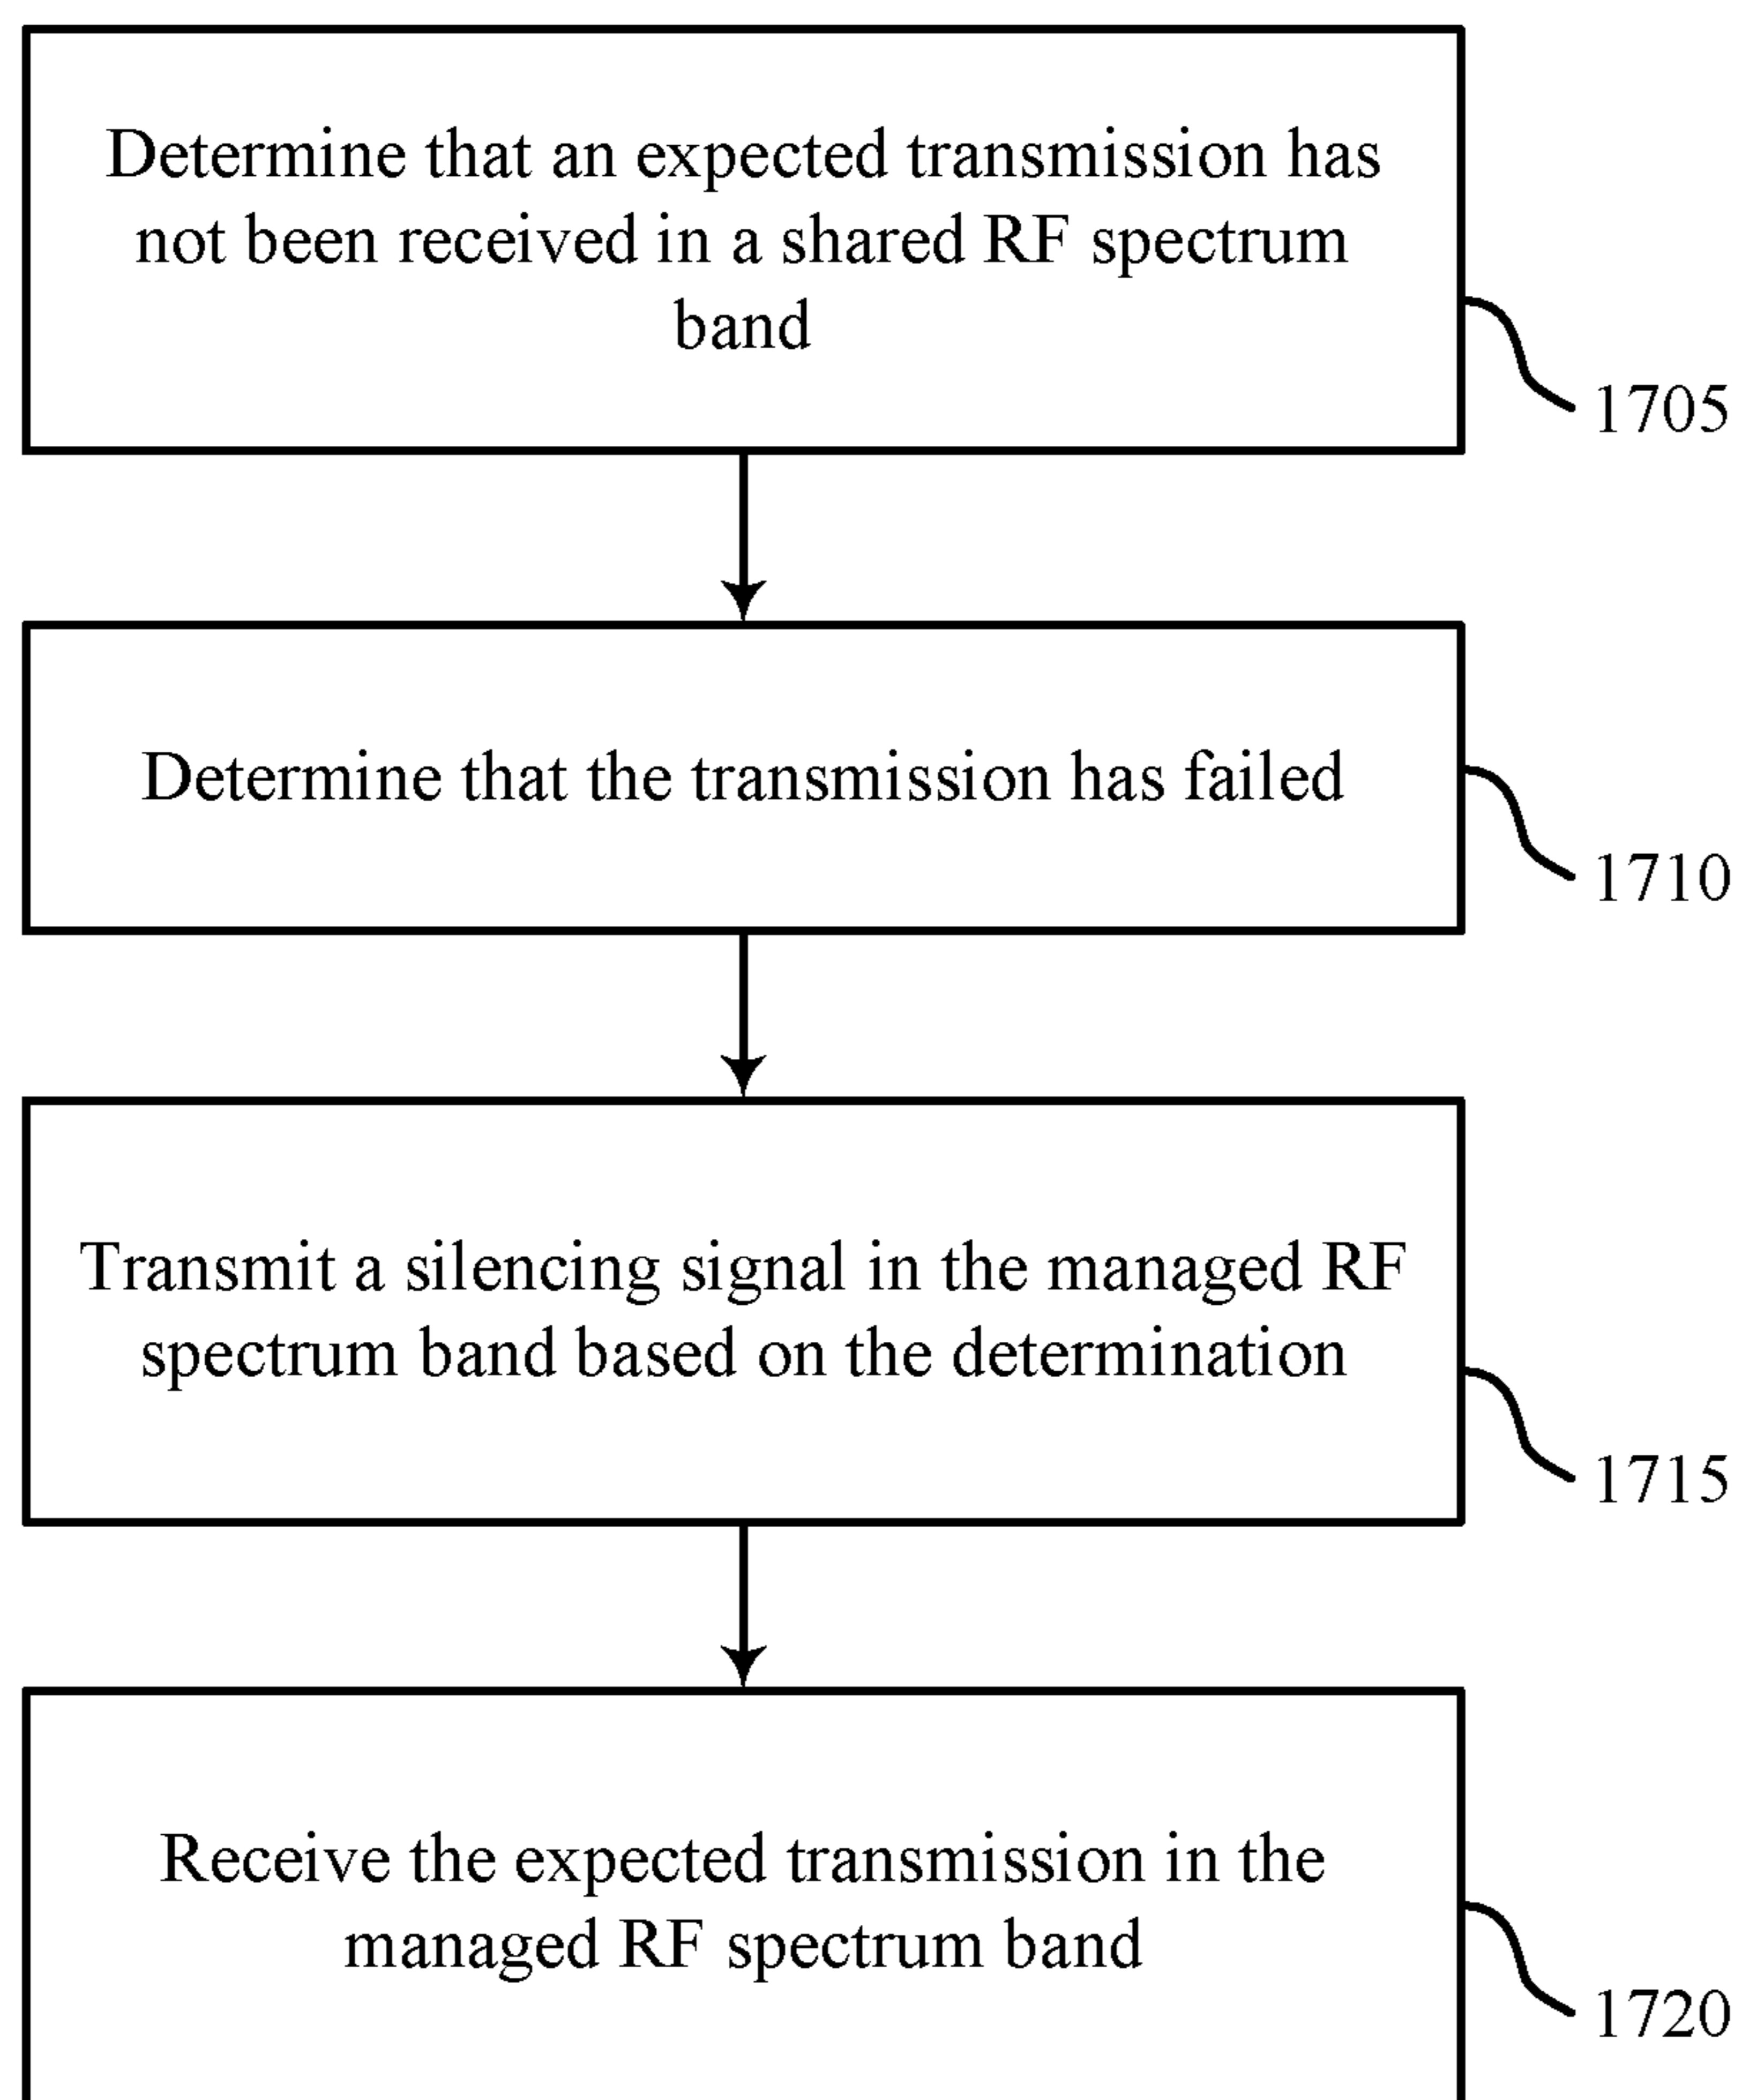 Determine that an expected transmission has
not been received in a shared RF spectrum
band
1705
Determine that the transmission has failed
1710
Transmit a silencing signal in the managed RF
spectrum band based on the determination
1715
Receive the expected transmission in the
managed RF spectrum band
1720